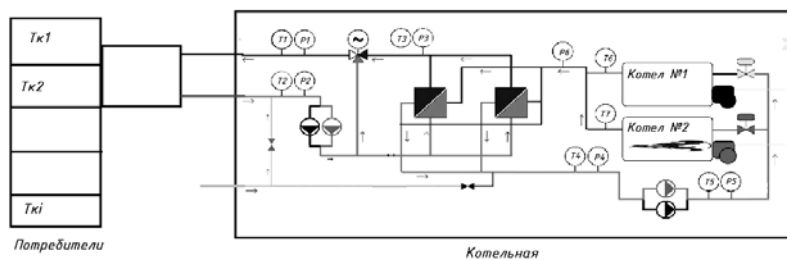 Тк1
Тк2
Ткi
Потребители
T1 P1
T3 P3
T2 P2
P6
T6
T7
Котел №1
Котел №2
T4 P4
T5 P5
Котельная